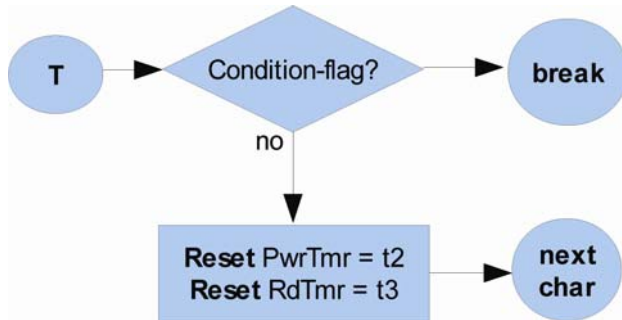 T
Condition-flag?
break
no
Reset PwrTmr = t2
Reset RdTmr = t3
next
char